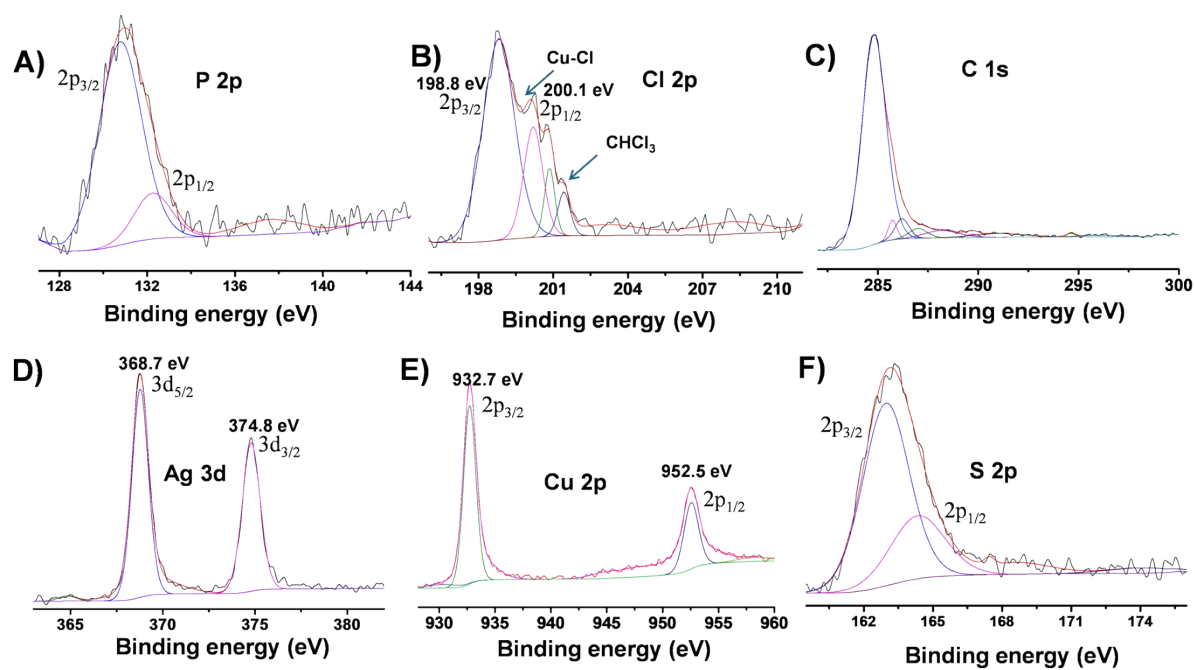 A)
P 2p
2p3/2
2p1/2
128 132 136 140 144
Binding energy (eV)
B)
Cl 2p
198.8 eV
2p3/2
Cu-Cl
200.1 eV
2p1/2
CHCl3
198 201 204 207 210
Binding energy (eV)
C)
C 1s
285 290 295 300
Binding energy (eV)
D)
368.7 eV
3d5/2
374.8 eV
3d3/2
Ag 3d
365 370 375 380
Binding energy (eV)
E)
932.7 eV
2p3/2
Cu 2p
952.5 eV
2p1/2
930 935 940 945 950 955 960
Binding energy (eV)
F)
2p3/2
S 2p
2p1/2
162 165 168 171 174
Binding energy (eV)